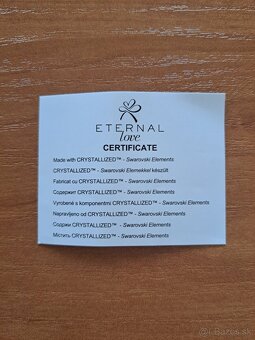 ETERNAL
love
CERTIFICATE
Made with CRYSTALLIZED™ - Swarovski Elements
CRYSTALLIZED™ - Swarovski Elemekkel készült
Fabricat cu CRYSTALLIZED™ - Swarovski Elements
Содержит CRYSTALLIZED™ - Swarovski Elements
Vyrobené s komponentmi CRYSTALLIZED™ - Swarovski Elements
Napravljeno od CRYSTALLIZED™ - Swarovski Elements
Содржи CRYSTALLIZED™ - Swarovski Elements
Містить CRYSTALLIZED™ - Swarovski Elements